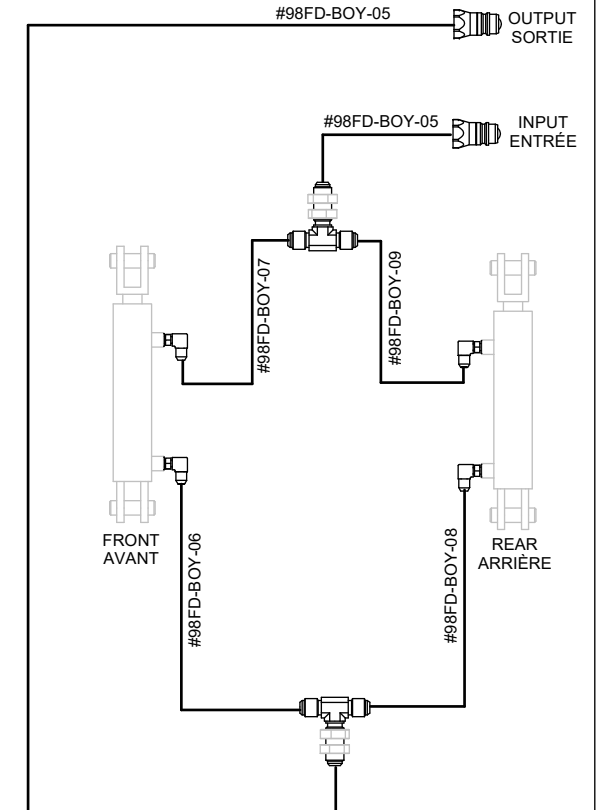 #98FD-BOY-05
OUTPUT
SORTIE
#98FD-BOY-05
INPUT
ENTRÉE
#98FD-BOY-07
#98FD-BOY-09
FRONT
AVANT
#98FD-BOY-06
#98FD-BOY-08
REAR
ARRIÈRE